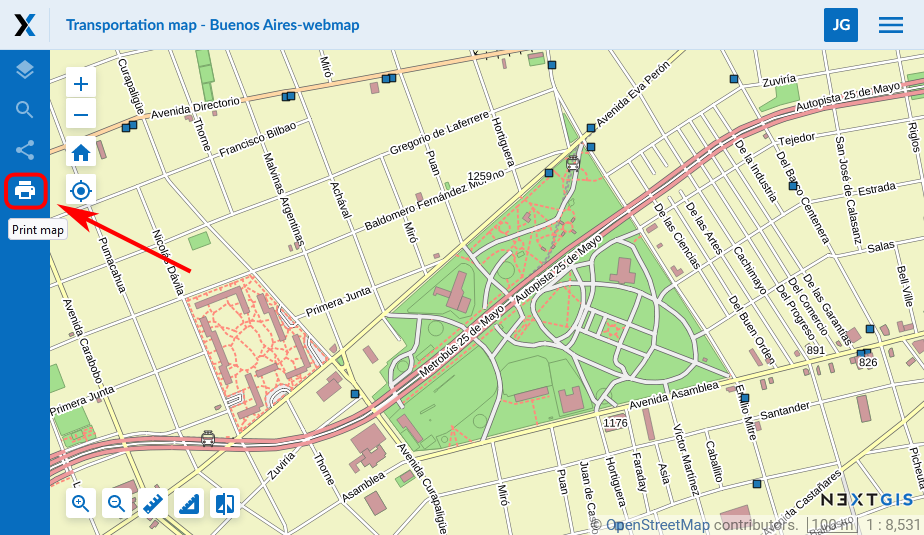 Transportation map - Buenos Aires-webmap
JG
Print map
Curapaligüe
Miró
Avenida Directorio
Thorne
Francisco Bilbao
Gregorio de Laferrere
Hortiguera
Puan
Avenida Eva Perón
Zuviría
Autopista 25 de Mayo
Tejedor
Riglos
De la Industria
Del Barco Centenera
San José de Calasanz
Estrada
Malvinas Argentinas
Achával
1259
Baldomero Fernández Moreno
Miró
Nicolás Dávila
Pumacahua
De las Ciencias
De las Artes
Cachimayo
Salas
Bell-Ville
De las Garantías
Del Comercio
Del Progreso
Del Buen Orden
Autopista 25 de Mayo
Metrobús 25 de Mayo
Primera Junta
Avenida Carabobo
Primera Junta
891
826
Avenida Asamblea
Emilio Mitre
Santander
1176
Zuviría
Thorne
Asamblea
Avenida Curapaligüe
Miró
Puan
Juan de Cas
Hortiguera
Faraday
Asia
Víctor Martínez
Caballito
Avenida Castañares
Picheuta
NEXTGIS
© OpenStreetMap contributors. 100 m 1 : 8,531